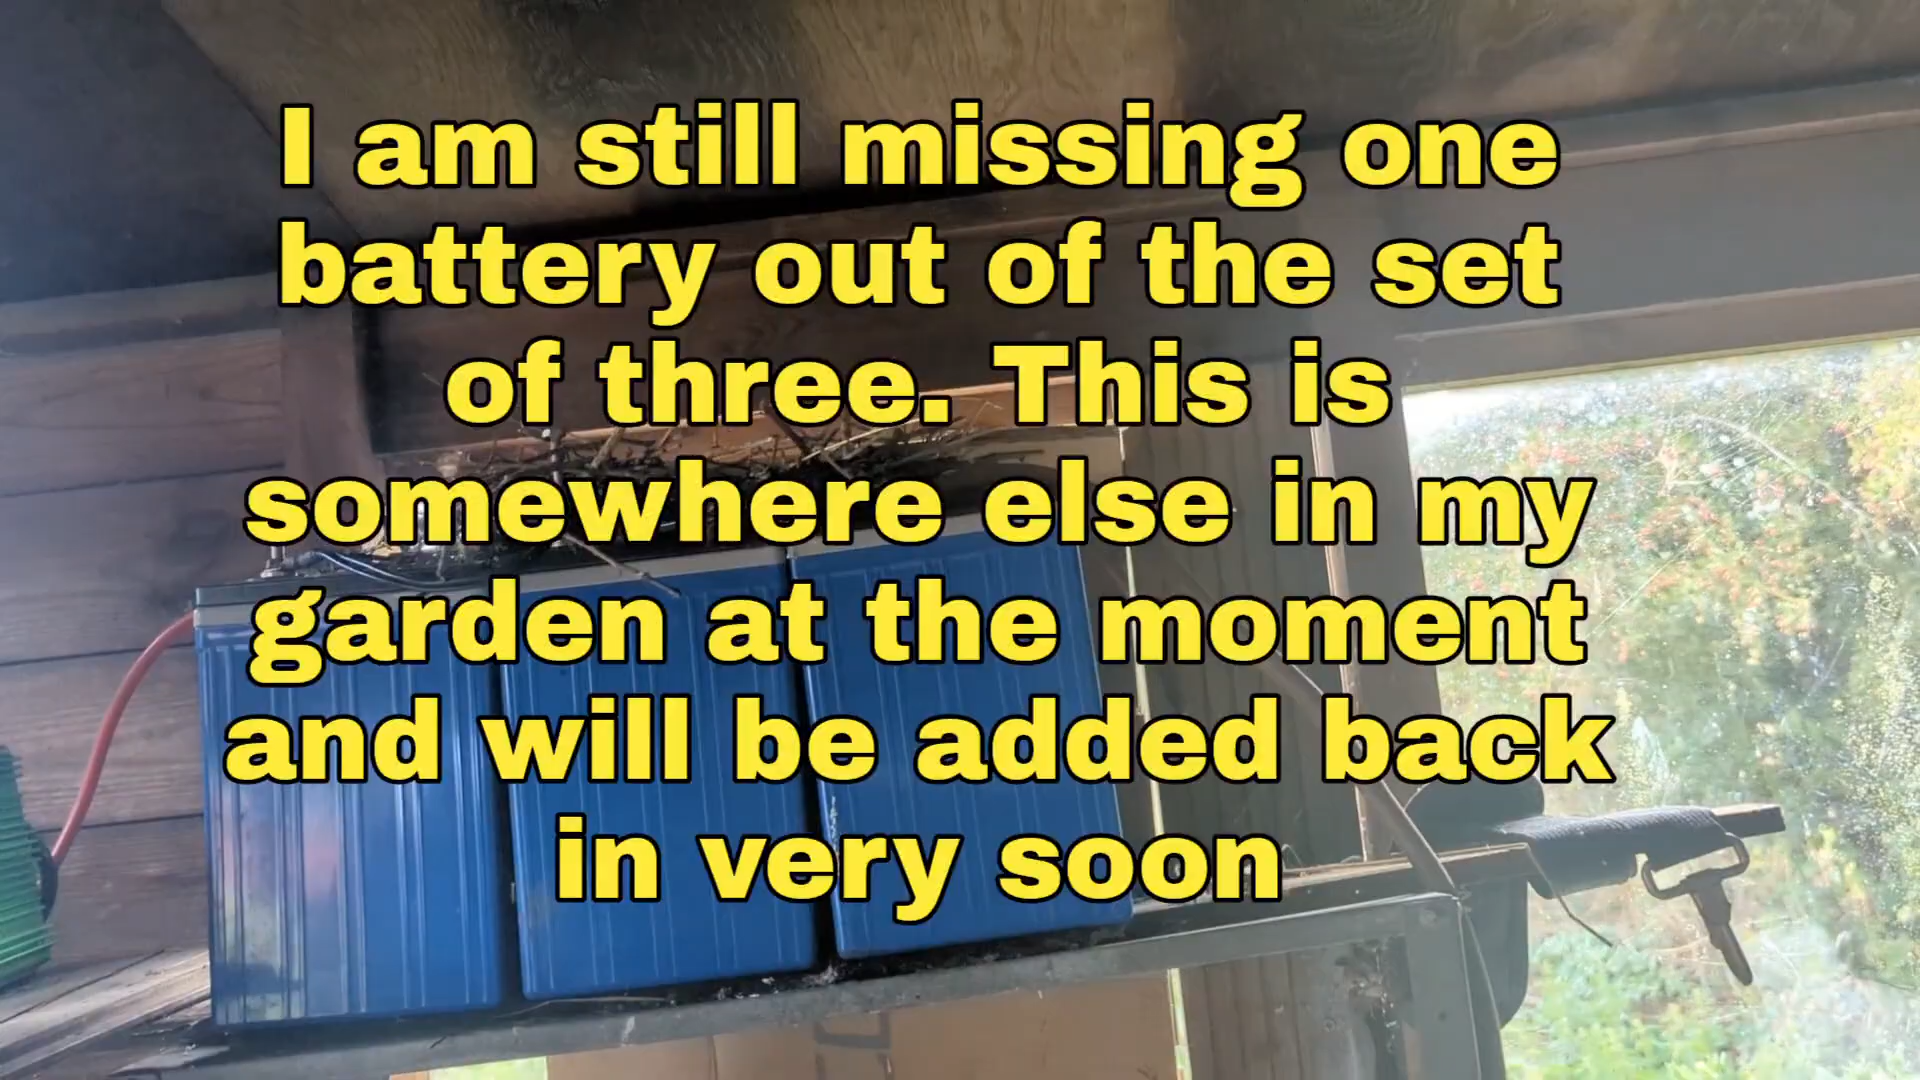 I am still missing one
battery out of the set
of three. This is
somewhere else in my
garden at the moment
and will be added back
in very soon